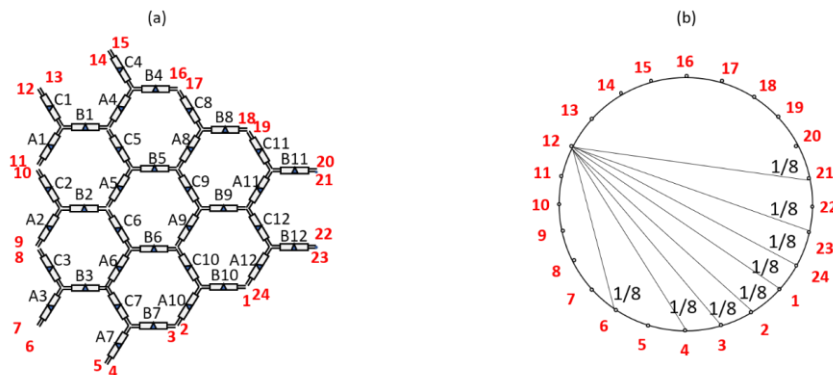 (a)
(b)
15
14
C4
B4
16
17
12
13
C1
A4
C8
B1
B8
18
19
A1
C5
A8
C11
11
10
B5
B11
20
21
C2
A5
C9
A11
B2
B9
A2
C6
A9
C12
9
8
B6
B12
22
23
C3
A6
C10
A12
B3
B10
A3
C7
A10
1
24
7
6
B7
3
2
A7
5
4
16
15
17
14
18
13
19
12
20
11
1/8
21
10
1/8
22
9
1/8
23
8
1/8
24
7
1/8
1
6
1/8
1/8
1/8
2
5
4
3